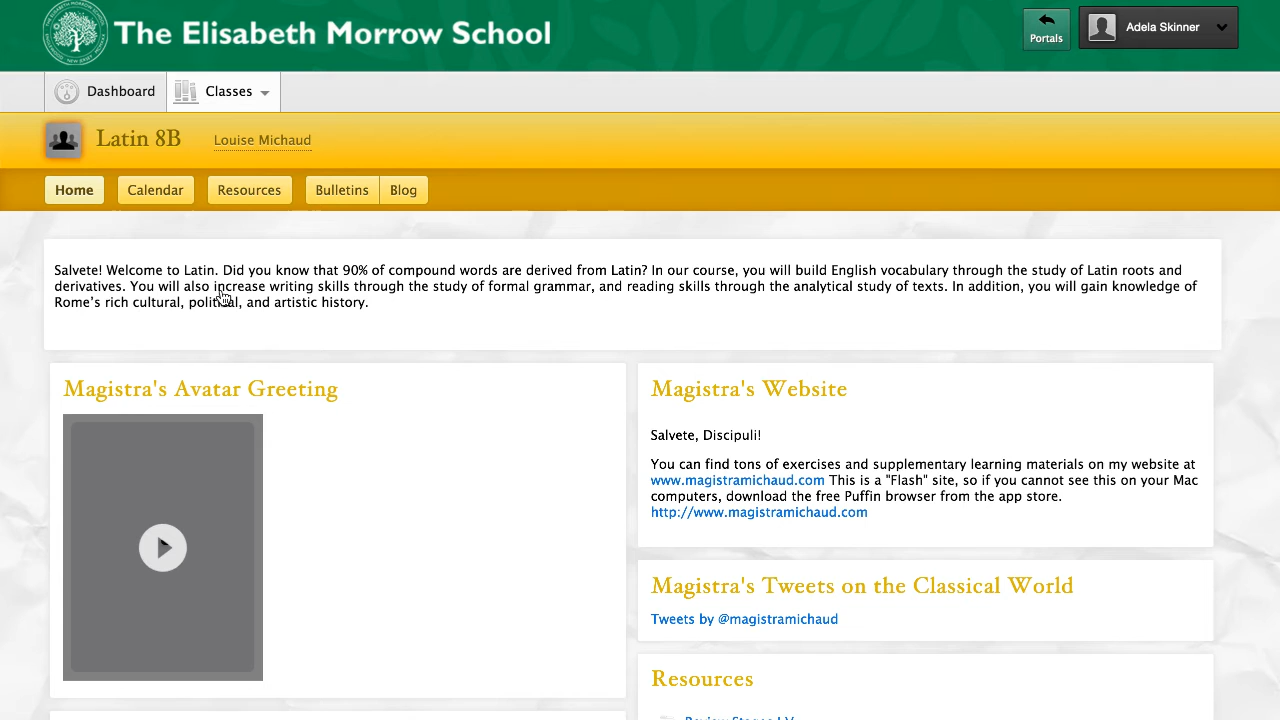 The Elisabeth Morrow School
Portals
Adela Skinner
Dashboard
Classes
Latin 8B
Louise Michaud
Home
Calendar
Resources
Bulletins
Blog
Salvete! Welcome to Latin. Did you know that 90% of compound words are derived from Latin? In our course, you will build English vocabulary through the study of Latin roots and
derivatives. You will also increase writing skills through the study of formal grammar, and reading skills through the analytical study of texts. In addition, you will gain knowledge of
Rome's rich cultural, political, and artistic history.
Magistra's Avatar Greeting
Magistra's Website
Salvete, Discipuli!
You can find tons of exercises and supplementary learning materials on my website at
www.magistramichaud.com This is a "Flash" site, so if you cannot see this on your Mac
computers, download the free Puffin browser from the app store.
http://www.magistramichaud.com
Magistra's Tweets on the Classical World
Tweets by @magistramichaud
Resources